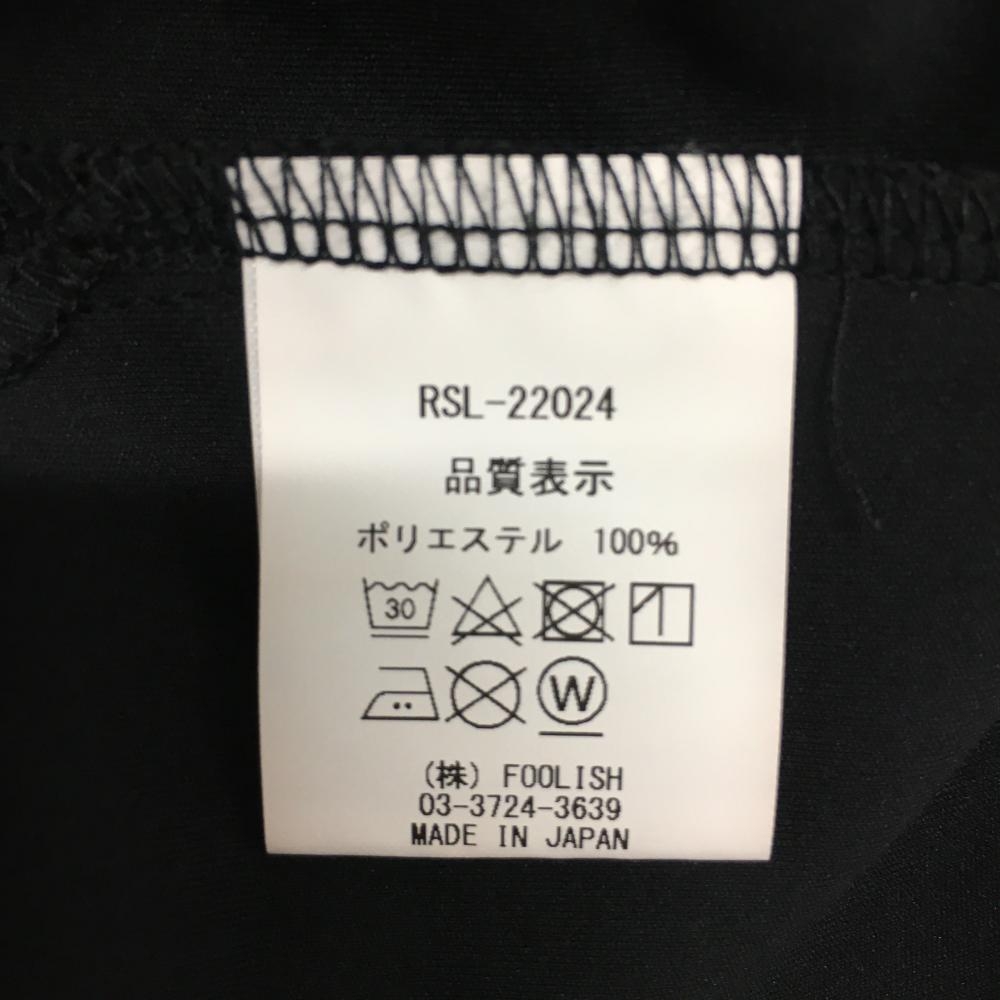 RSL-22024
品質表示
ポリエステル 100%
30
W
(株) FOOLISH
03-3724-3639
MADE IN JAPAN